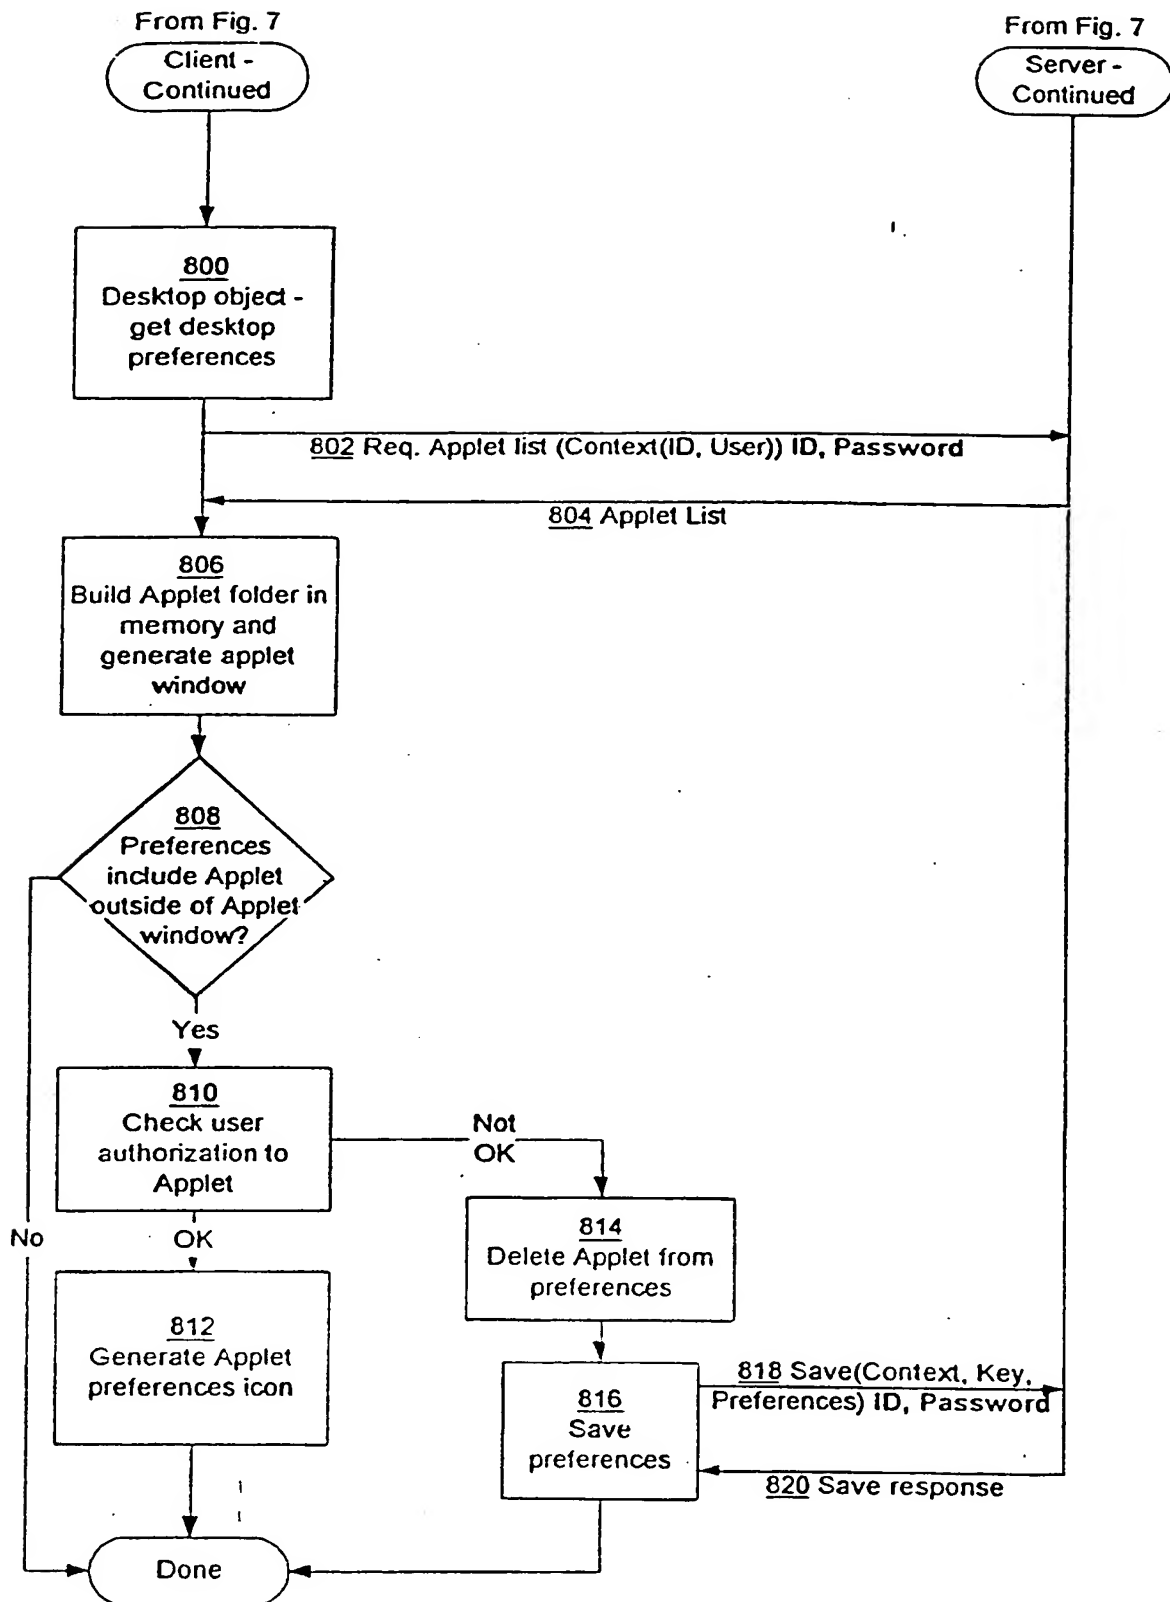 From Fig. 7
Client -
Continued
From Fig. 7
Server -
Continued
800
Desktop object -
get desktop
preferences
802 Req. Applet list (Context(ID, User)) ID, Password
804 Applet List
806
Build Applet folder in
memory and
generate applet
window
808
Preferences
include Applet
outside of Applet
window?
Yes
No
810
Check user
authorization to
Applet
Not
OK
OK
814
Delete Applet from
preferences
812
Generate Applet
preferences icon
816
Save
preferences
818 Save(Context, Key,
Preferences) ID, Password
820 Save response
Done